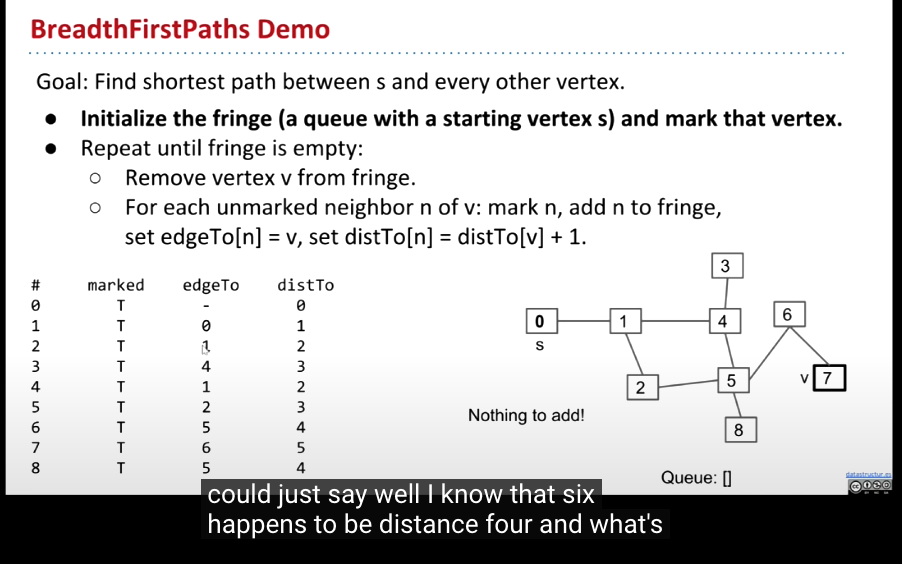 BreadthFirstPaths Demo
Goal: Find shortest path between s and every other vertex.
● Initialize the fringe (a queue with a starting vertex s) and mark that vertex.
● Repeat until fringe is empty:
○ Remove vertex v from fringe.
○ For each unmarked neighbor n of v: mark n, add n to fringe,
set edgeTo[n] = v, set distTo[n] = distTo[v] + 1.
# marked edgeTo distTo
0 T - 0
1 T 0 1
2 T 1 2
3 T 4 3
4 T 1 2
5 T 2 3
6 T 5 4
7 T 6 5
8 T 5 4
3
0 1 4 6
s
2 5 v 7
Nothing to add!
8
Queue: []
datastructur.es
could just say well I know that six
happens to be distance four and what's